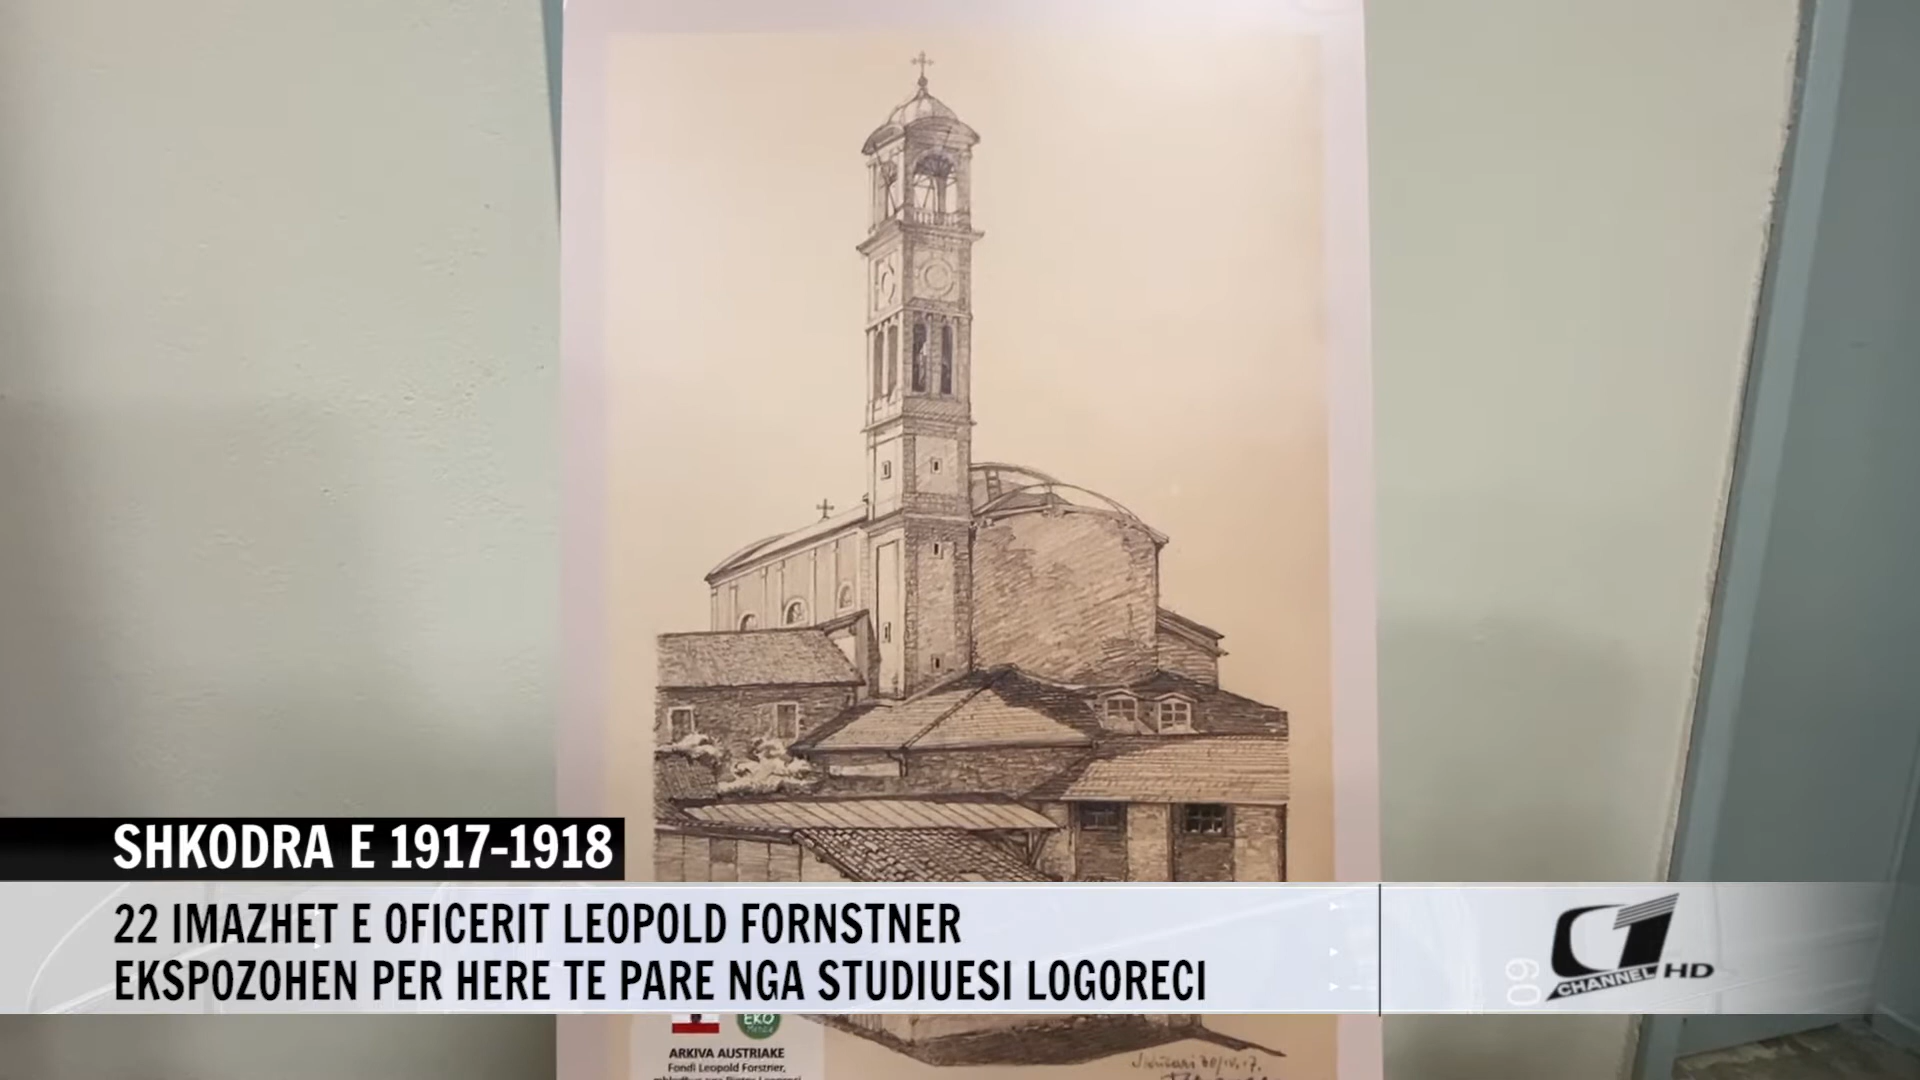 SHKODRA E 1917-1918
22 IMAZHET E OFICERIT LEOPOLD FORNSTNER
EKSPOZOHEN PER HERE TE PARE NGA STUDIUESI LOGORECI
09
CHANNEL HD
EKO
ARKIVA AUSTRIAKE
Fondi Leopold Forstner,